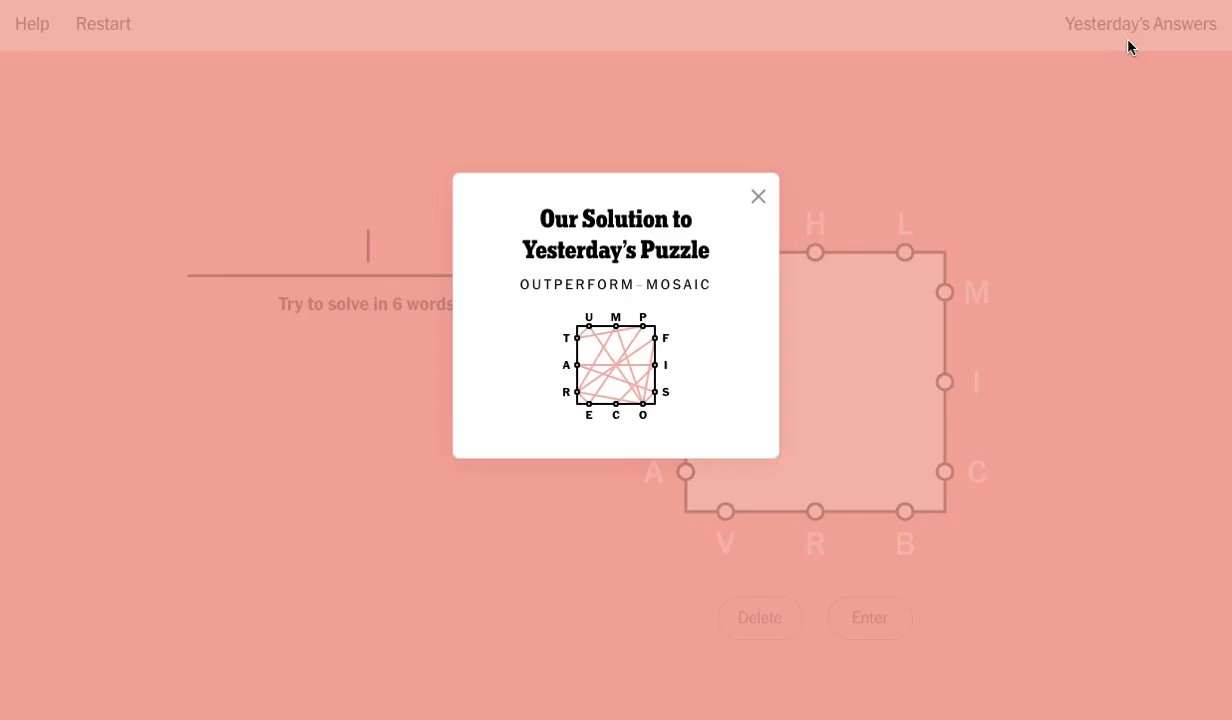 Help Restart Yesterday's Answers
Our Solution to
Yesterday's Puzzle
OUTPERFORM–MOSAIC
U M P
T F
A I
R S
E C O
Try to solve in 6 words
H L
M
I
A C
V R B
Delete Enter